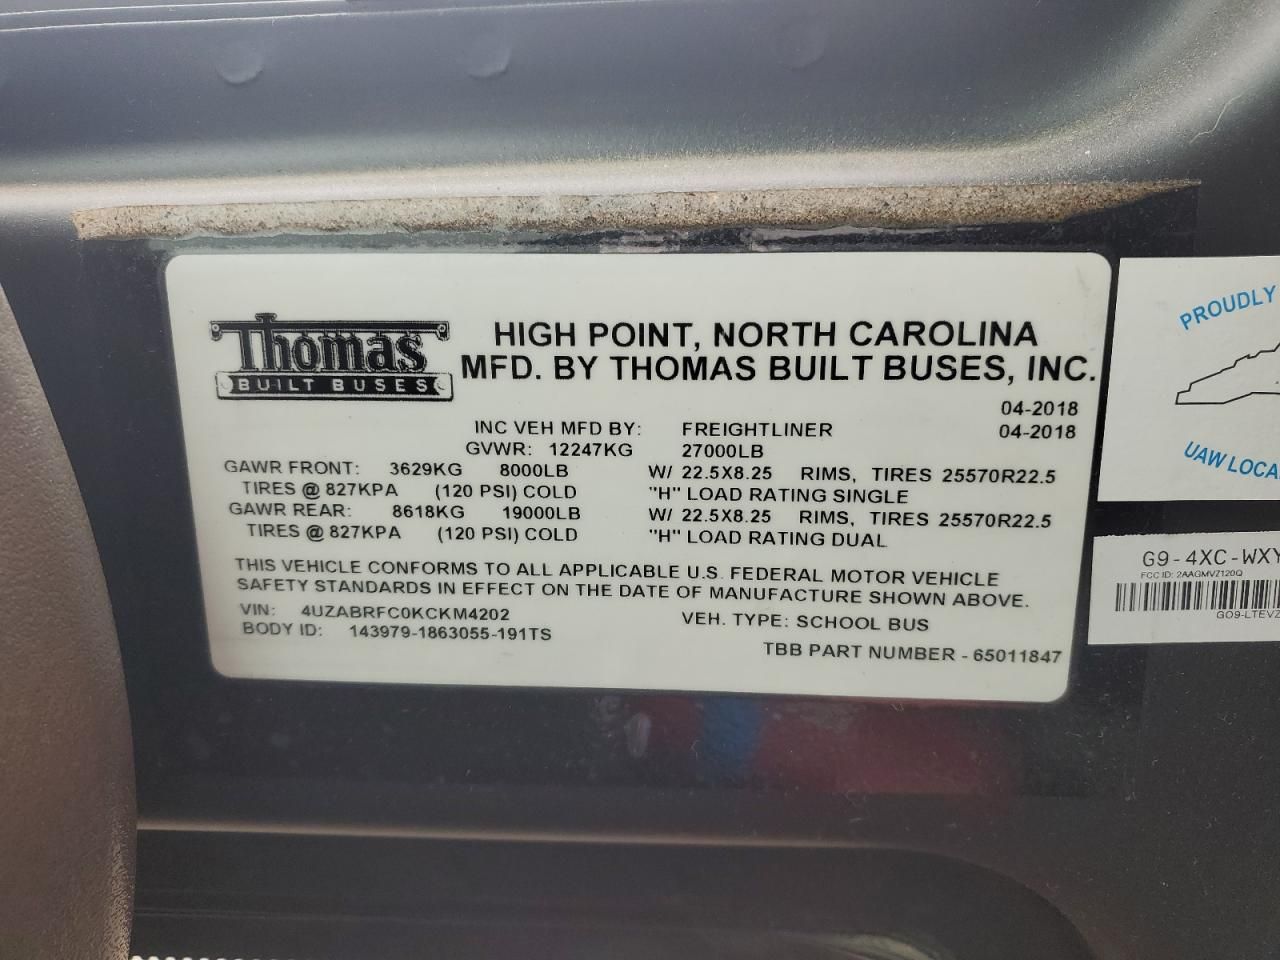 Thomas
BUILT BUSES
HIGH POINT, NORTH CAROLINA
MFD. BY THOMAS BUILT BUSES, INC.
04-2018
INC VEH MFD BY: FREIGHTLINER 04-2018
GVWR: 12247KG 27000LB
GAWR FRONT: 3629KG 8000LB W/ 22.5X8.25 RIMS, TIRES 25570R22.5
TIRES @ 827KPA (120 PSI) COLD "H" LOAD RATING SINGLE
GAWR REAR: 8618KG 19000LB W/ 22.5X8.25 RIMS, TIRES 25570R22.5
TIRES @ 827KPA (120 PSI) COLD "H" LOAD RATING DUAL
THIS VEHICLE CONFORMS TO ALL APPLICABLE U.S. FEDERAL MOTOR VEHICLE
SAFETY STANDARDS IN EFFECT ON THE DATE OF MANUFACTURE SHOWN ABOVE.
VIN: 4UZABRFC0KCKM4202 VEH. TYPE: SCHOOL BUS
BODY ID: 143979-1863055-191TS
TBB PART NUMBER - 65011847
PROUDLY
UAW LOCA
G9-4XC-WXY
FCC ID: 2AAGMVZ120Q
GO9-LTEVZ